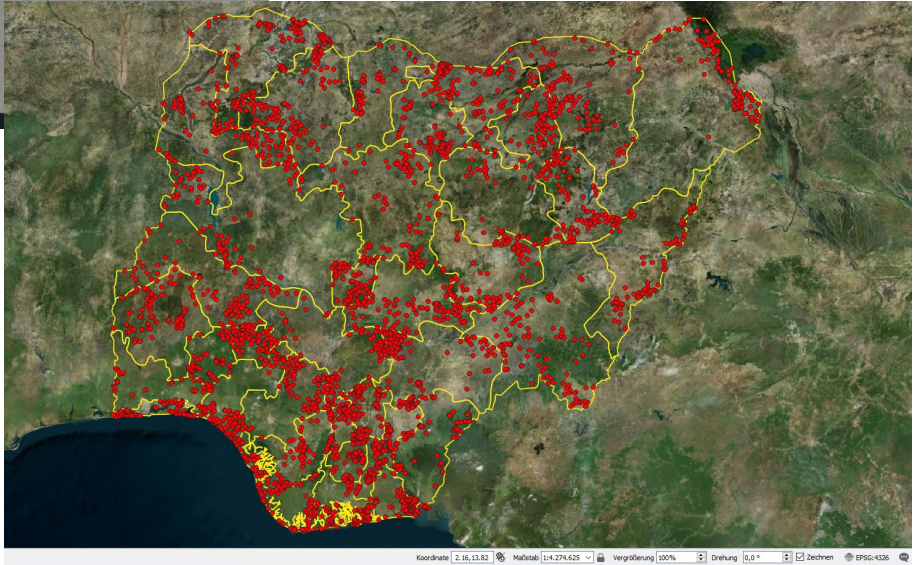 Koordinate 2.16,13.82 Maßstab 1:4.274.625 Vergrößerung 100% Drehung 0,0 ° Zeichnen EPSG:4326